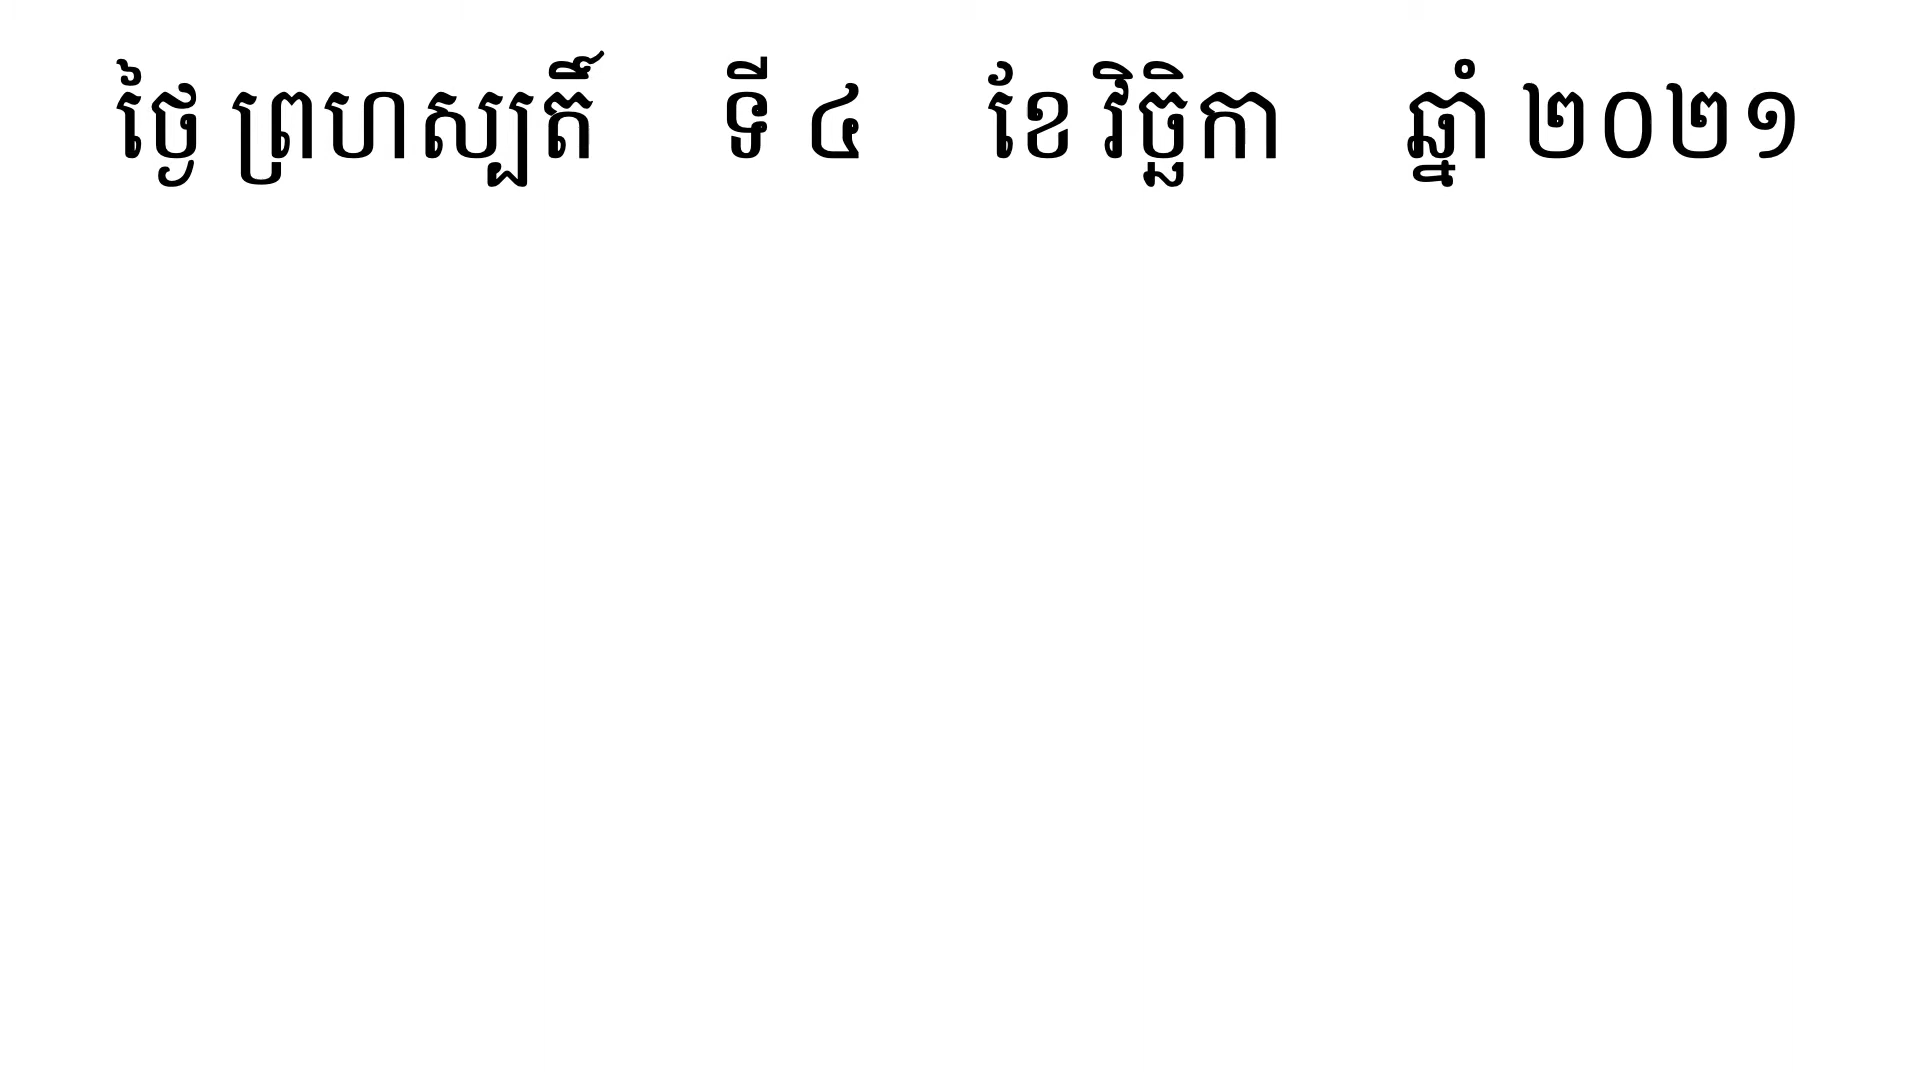 ថ្ងៃ ព្រហស្បតិ៍ ទី ៤ ខែ វិច្ឆិកា ឆ្នាំ ២០២១